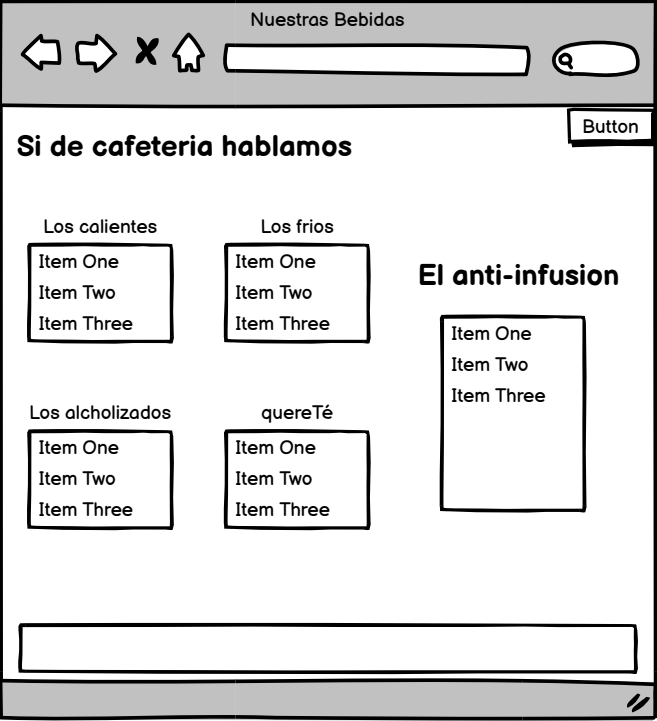 Nuestras Bebidas
Button
Si de cafeteria hablamos
Los calientes
Item One
Item Two
Item Three
Los frios
Item One
Item Two
Item Three
El anti-infusion
Item One
Item Two
Item Three
Los alcholizados
Item One
Item Two
Item Three
quereTé
Item One
Item Two
Item Three